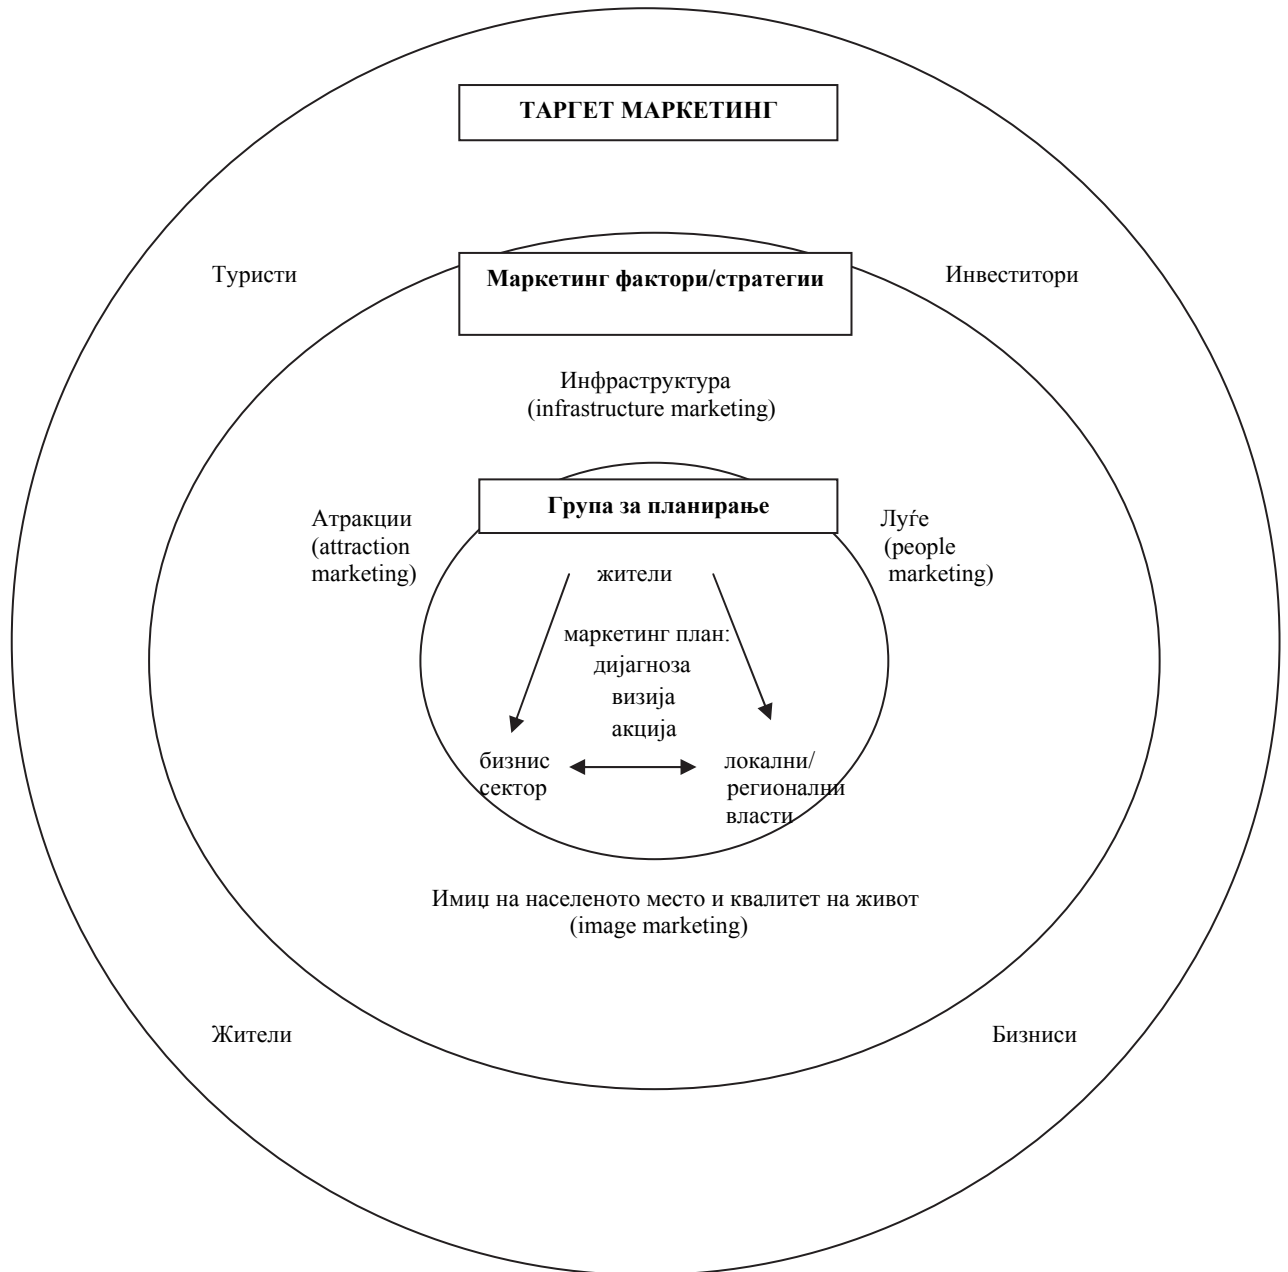 ТАРГЕТ МАРКЕТИНГ
Туристи
Инвеститори
Маркетинг фактори/стратегии
Инфраструктура
(infrastructure marketing)
Група за планирање
Атракции
(attraction
marketing)
Луѓе
(people
marketing)
жители
маркетинг план:
дијагноза
визија
акција
бизнис
сектор
локални/
регионални
власти
Имиџ на населеното место и квалитет на живот
(image marketing)
Жители
Бизниси